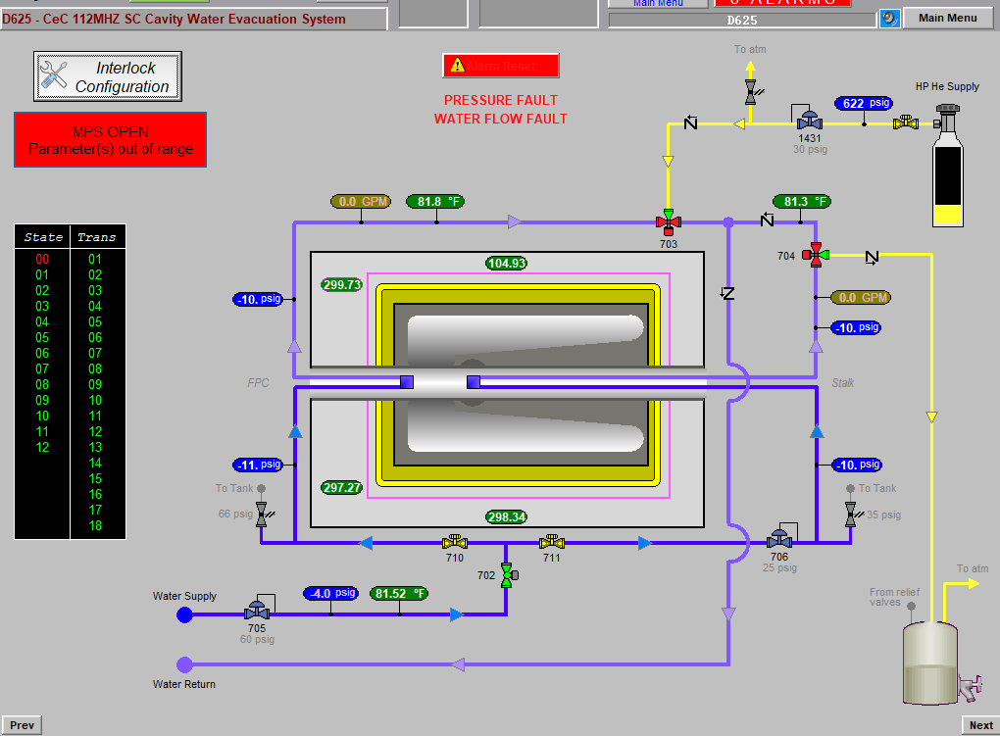 Main Menu
6 ALARMS
D625 - CeC 112MHZ SC Cavity Water Evacuation System
D625
Main Menu
Interlock
Configuration
Alarm Reset
PRESSURE FAULT
WATER FLOW FAULT
MPS OPEN
Parameter(s) out of range
To atm
HP He Supply
622 psig
1431
30 psig
0.0 GPM
81.8 °F
81.3 °F
703
704
State Trans
00 01
01 02
02 03
03 04
04 05
05 06
06 07
07 08
08 09
09 10
10 11
11 12
12 13
14
15
16
17
18
104.93
299.73
-10. psig
0.0 GPM
-10. psig
FPC
Stalk
-11. psig
-10. psig
297.27
298.34
To Tank
66 psig
To Tank
35 psig
710
711
706
25 psig
702
To atm
From relief
valves
Water Supply
-4.0 psig
81.52 °F
705
60 psig
Water Return
Prev
Next